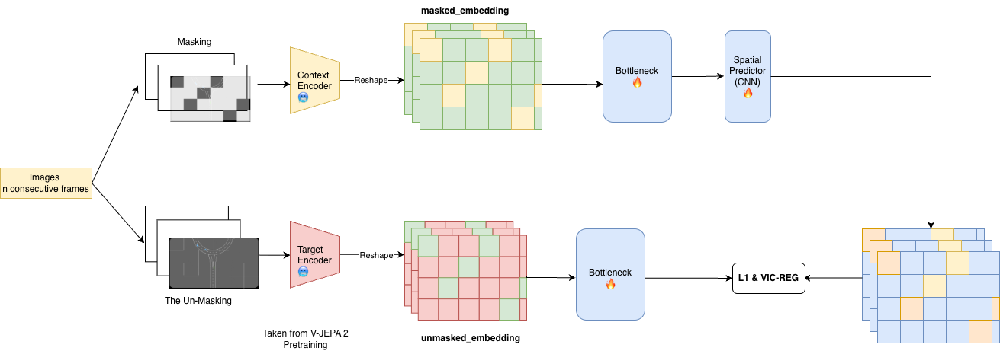 masked_embedding
Masking
Context
Encoder
Reshape
Bottleneck
Spatial
Predictor
(CNN)
Images
n consecutive frames
Target
Encoder
Reshape
Bottleneck
L1 & VIC-REG
The Un-Masking
Taken from V-JEPA 2
Pretraining
unmasked_embedding